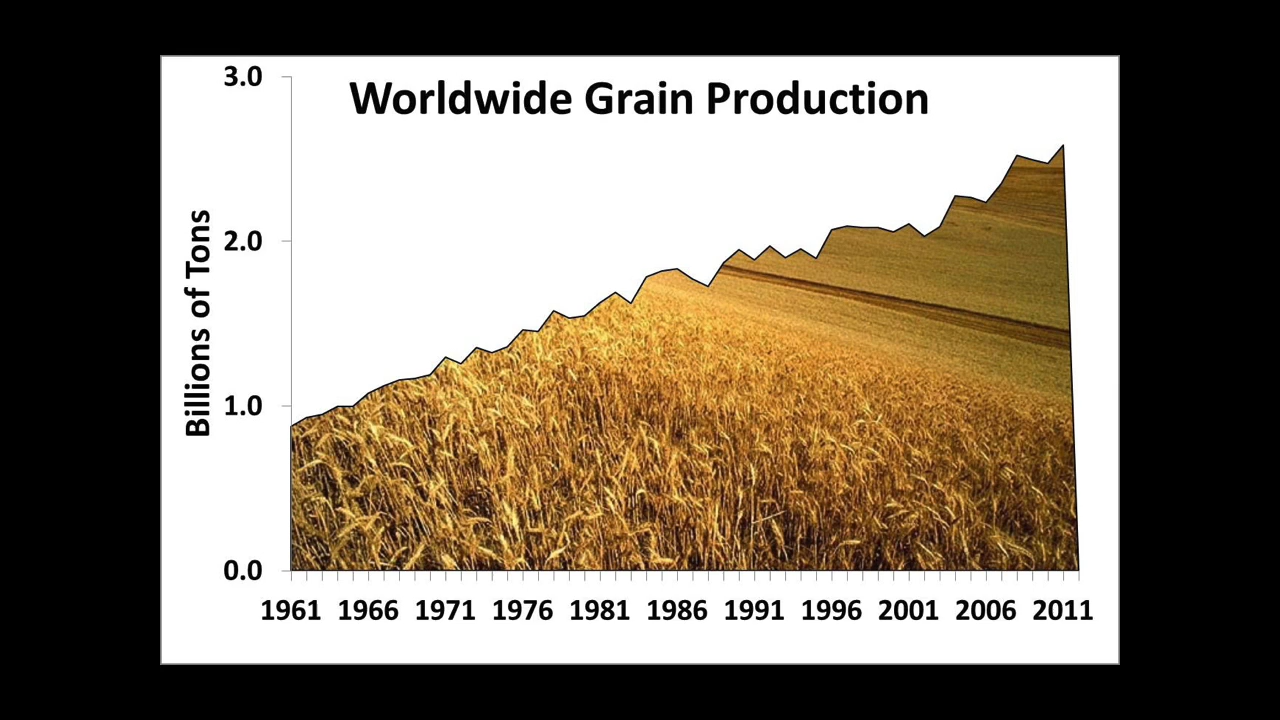 Worldwide Grain Production
Billions of Tons
3.0
2.0
1.0
0.0
1961 1966 1971 1976 1981 1986 1991 1996 2001 2006 2011